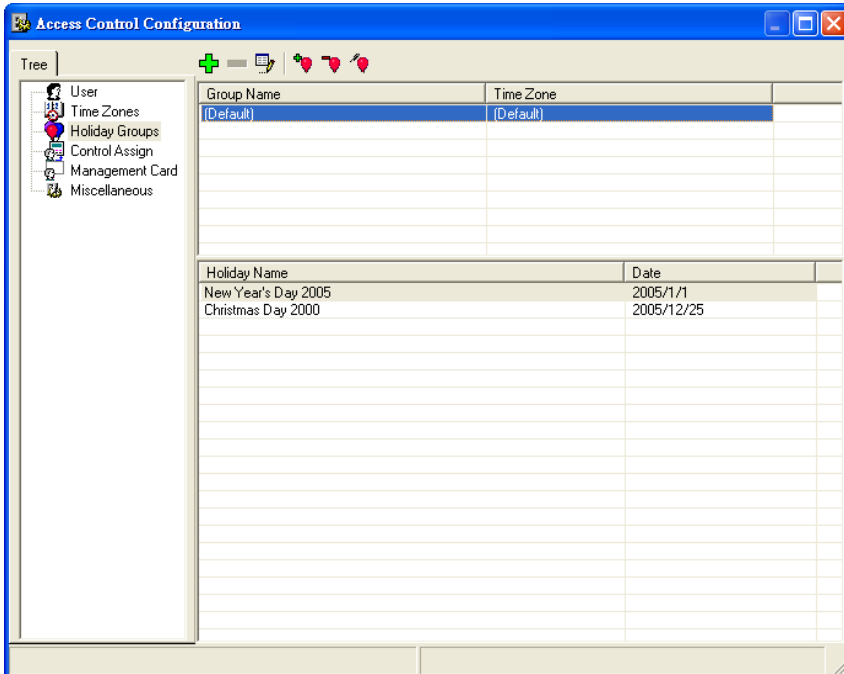 Access Control Configuration
Tree
User
Time Zones
Holiday Groups
Control Assign
Management Card
Miscellaneous
Group Name Time Zone
(Default) (Default)
Holiday Name Date
New Year's Day 2005 2005/1/1
Christmas Day 2000 2005/12/25